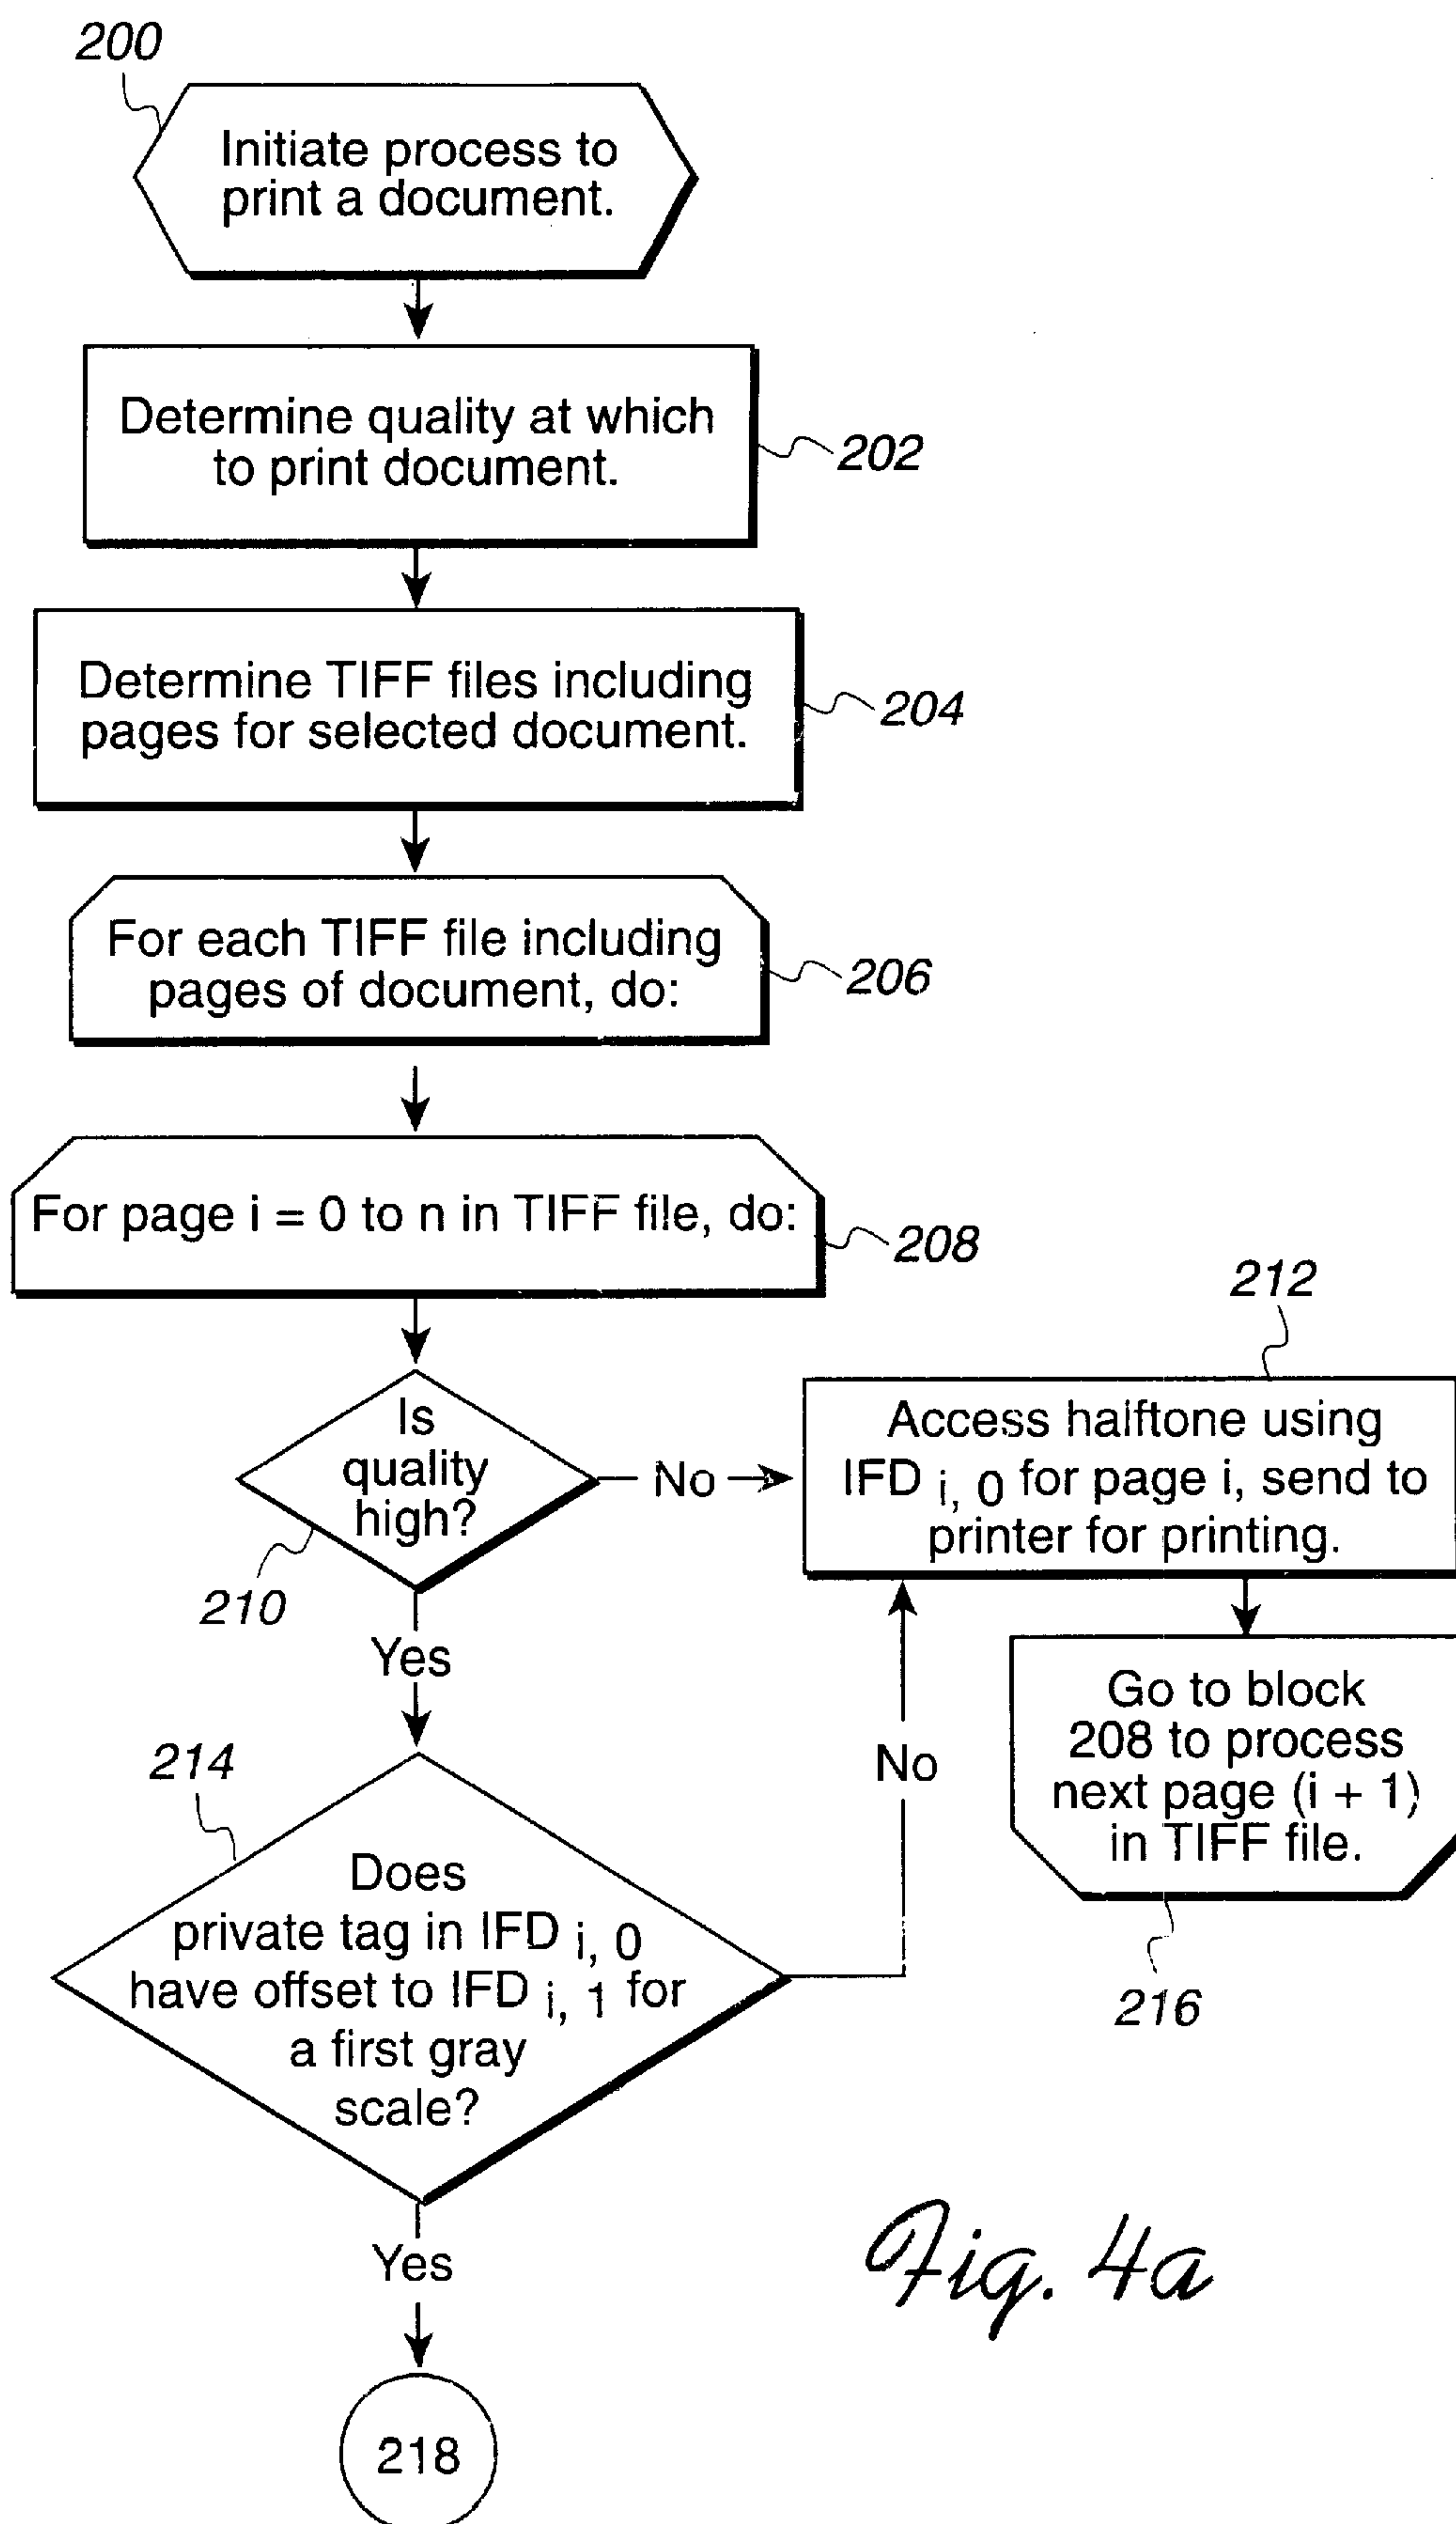 200
Initiate process to
print a document.
Determine quality at which
to print document.
202
Determine TIFF files including
pages for selected document.
204
For each TIFF file including
pages of document, do:
206
For page i = 0 to n in TIFF file, do:
208
212
Is
quality
high?
No
Access halftone using
IFD i, 0 for page i, send to
printer for printing.
210
Yes
Go to block
208 to process
next page (i + 1)
in TIFF file.
216
No
214
Does
private tag in IFD i, 0
have offset to IFD i, 1 for
a first gray
scale?
Yes
Fig. 4a
218